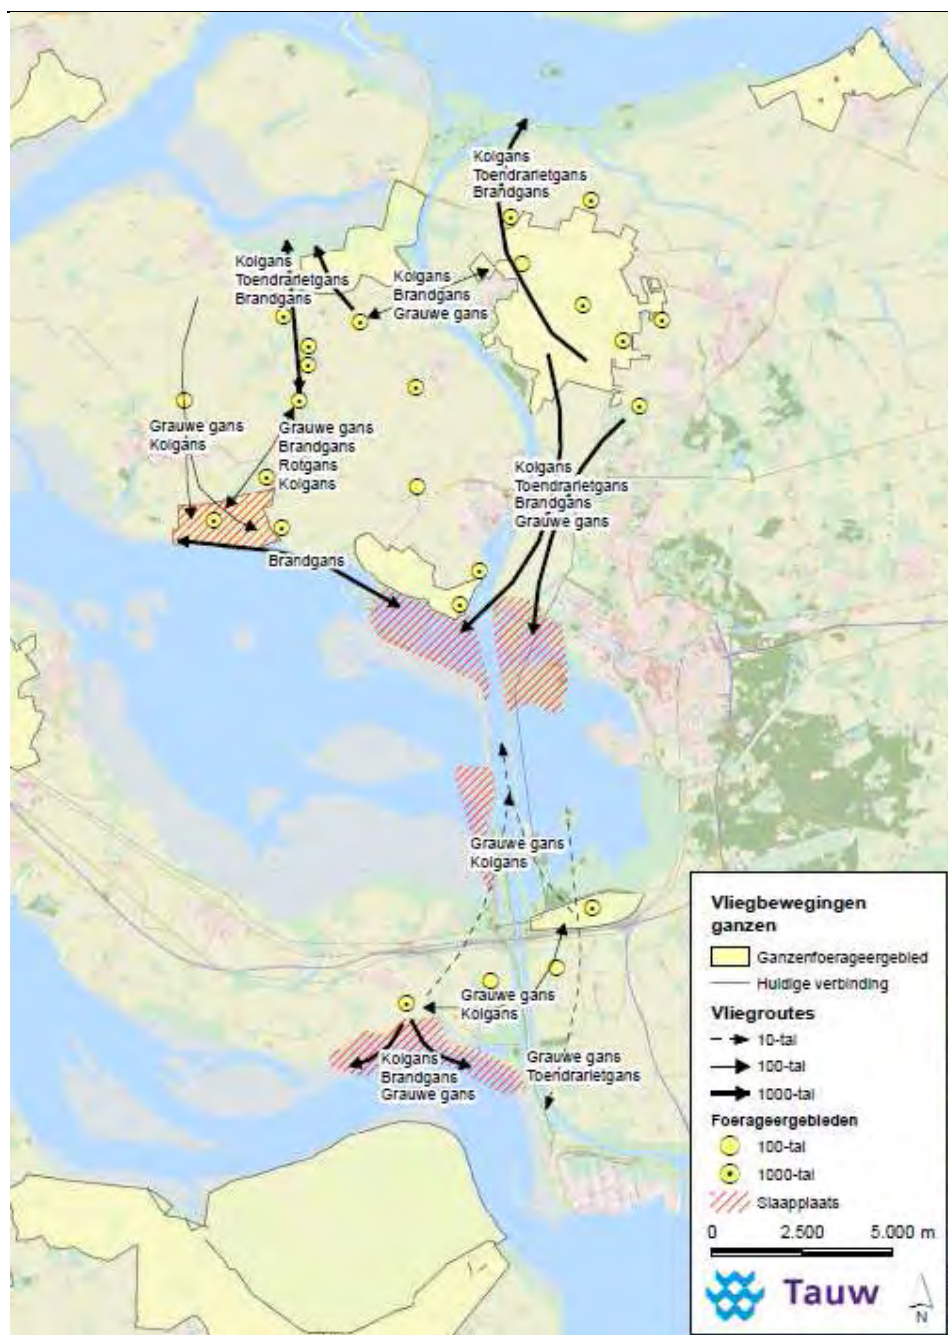 Kolgans
Toendrarietgans
Brandgans
Kolgans
Toendrarietgans
Brandgans
Kolgans
Brandgans
Grauwe gans
Grauwe gans
Kolgans
Grauwe gans
Brandgans
Rotgans
Kolgans
Kolgans
Toendrarietgans
Brandgans
Grauwe gans
Brandgans
Grauwe gans
Kolgans
Grauwe gans
Kolgans
Kolgans
Brandgans
Grauwe gans
Grauwe gans
Toendrarietgans
Vliegbewegingen
ganzen
Ganzenfoerageergebied
Huidige verbinding
Vliegroutes
10-tal
100-tal
1000-tal
Foerageergebieden
100-tal
1000-tal
Slaapplaats
0 2.500 5.000 m
Tauw
N